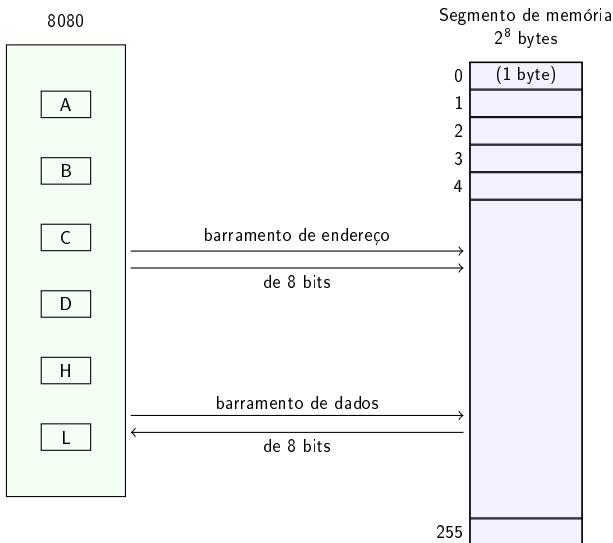 8080
Segmento de memória
2⁸ bytes
0 (1 byte)
1
2
3
4
A
B
C
D
H
L
barramento de endereço
de 8 bits
barramento de dados
de 8 bits
255